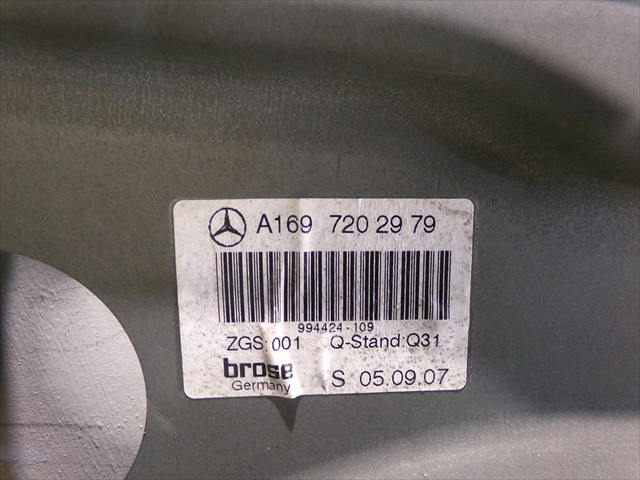 A169 720 29 79
994424-109
ZGS:001 Q-Stand:Q31
brose
Germany S 05.09.07